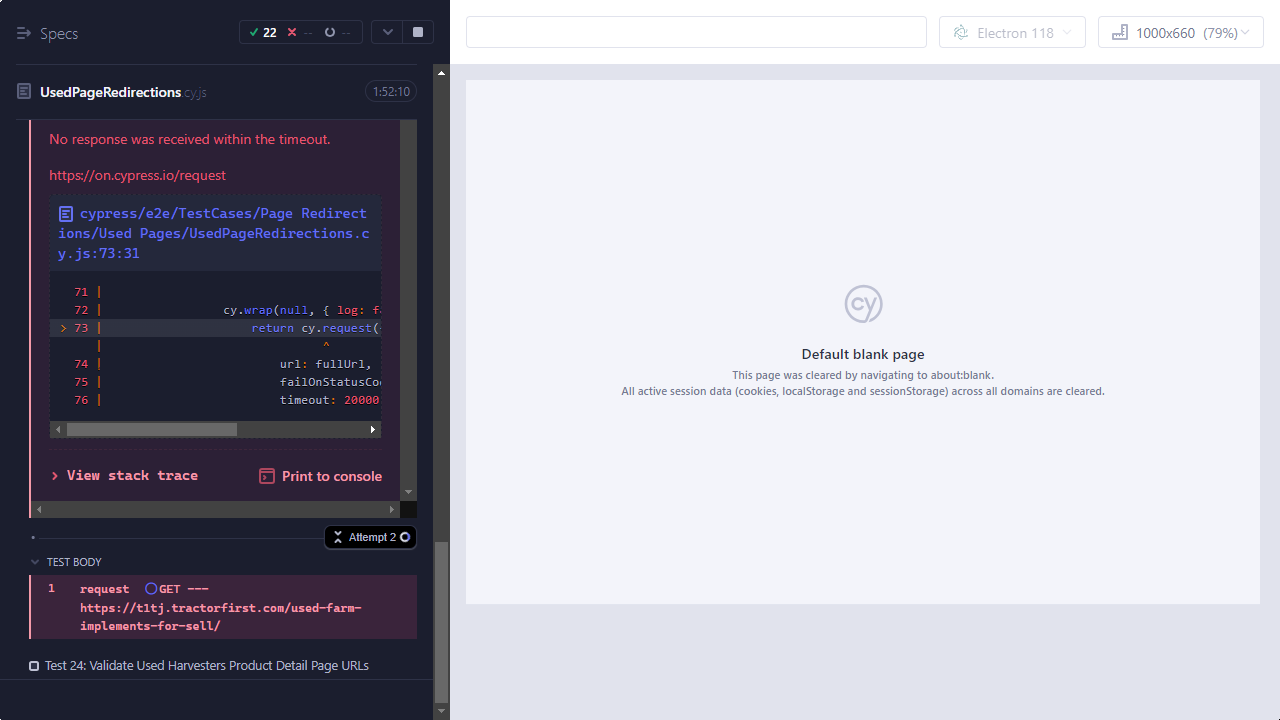 Specs
22
--
--
Electron 118
1000x660 (79%)
UsedPageRedirections.cy.js
1:52:10
No response was received within the timeout.
https://on.cypress.io/request
cypress/e2e/TestCases/Page Redirect
ions/Used Pages/UsedPageRedirections.c
y.js:73:31
71 |
72 | cy.wrap(null, { log: fa
> 73 | return cy.request({
| ^
74 | url: fullUrl,
75 | failOnStatusCod
76 | timeout: 20000
> View stack trace
Print to console
Attempt 2
TEST BODY
1 request GET ---
https://t1tj.tractorfirst.com/used-farm-
implements-for-sell/
Test 24: Validate Used Harvesters Product Detail Page URLs
cy
Default blank page
This page was cleared by navigating to about:blank.
All active session data (cookies, localStorage and sessionStorage) across all domains are cleared.